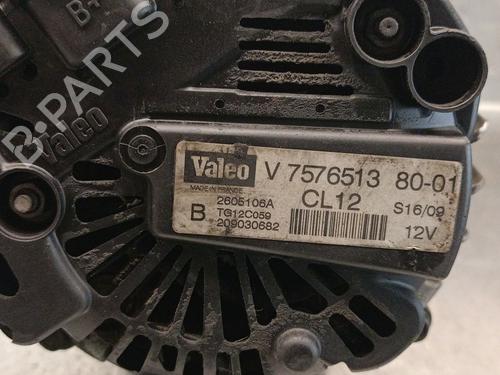 B+
B-PARTS
Valeo
Valeo V 7576513 80-01
MADE IN FRANCE
CL12 S16/09
2605106A
B TG12C059 12V
209030682